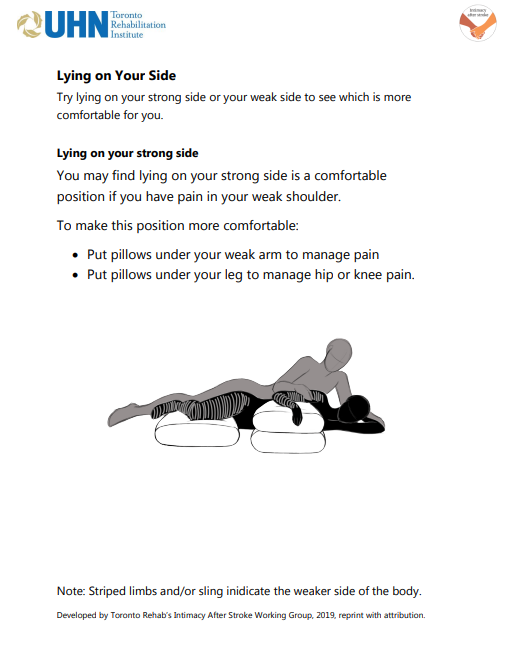 UHN Toronto
Rehabilitation
Institute
Intimacy
after stroke
Lying on Your Side
Try lying on your strong side or your weak side to see which is more
comfortable for you.
Lying on your strong side
You may find lying on your strong side is a comfortable
position if you have pain in your weak shoulder.
To make this position more comfortable:
• Put pillows under your weak arm to manage pain
• Put pillows under your leg to manage hip or knee pain.
Note: Striped limbs and/or sling inidicate the weaker side of the body.
Developed by Toronto Rehab's Intimacy After Stroke Working Group, 2019, reprint with attribution.